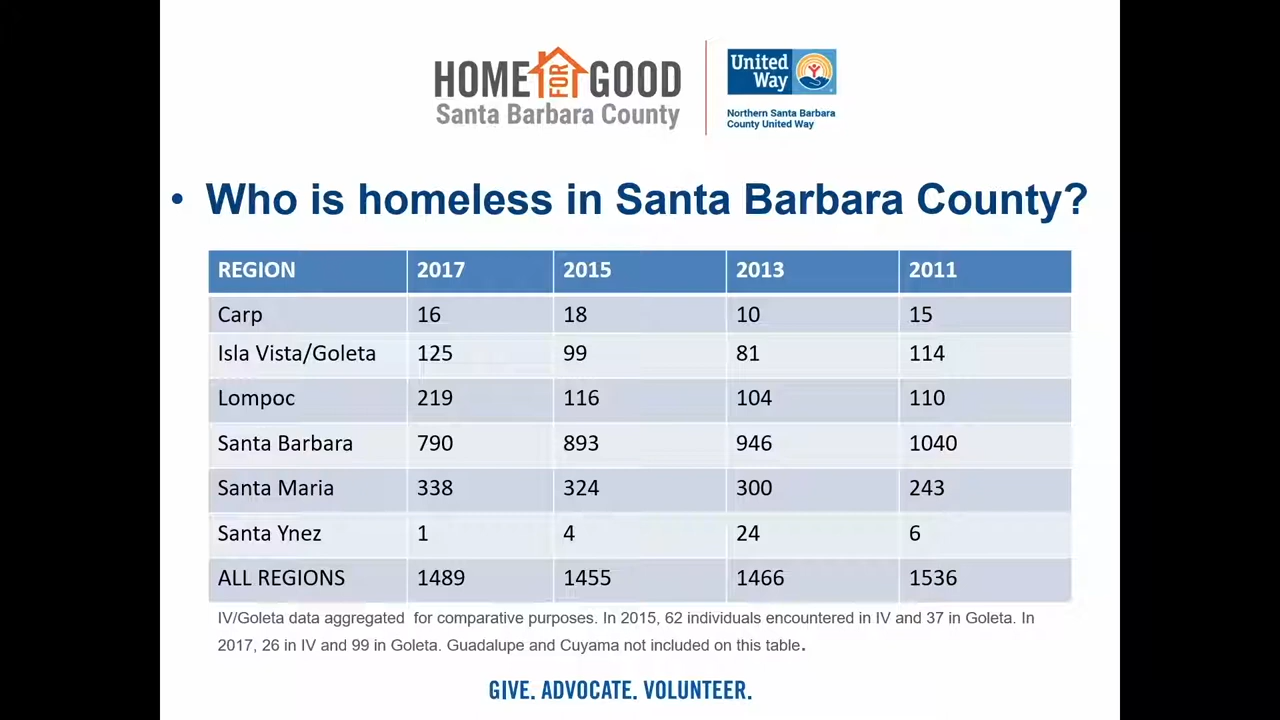 HOME FOR GOOD
Santa Barbara County
United
Way
Northern Santa Barbara
County United Way
• Who is homeless in Santa Barbara County?
REGION 2017 2015 2013 2011
Carp 16 18 10 15
Isla Vista/Goleta 125 99 81 114
Lompoc 219 116 104 110
Santa Barbara 790 893 946 1040
Santa Maria 338 324 300 243
Santa Ynez 1 4 24 6
ALL REGIONS 1489 1455 1466 1536
IV/Goleta data aggregated for comparative purposes. In 2015, 62 individuals encountered in IV and 37 in Goleta. In
2017, 26 in IV and 99 in Goleta. Guadalupe and Cuyama not included on this table.
GIVE. ADVOCATE. VOLUNTEER.